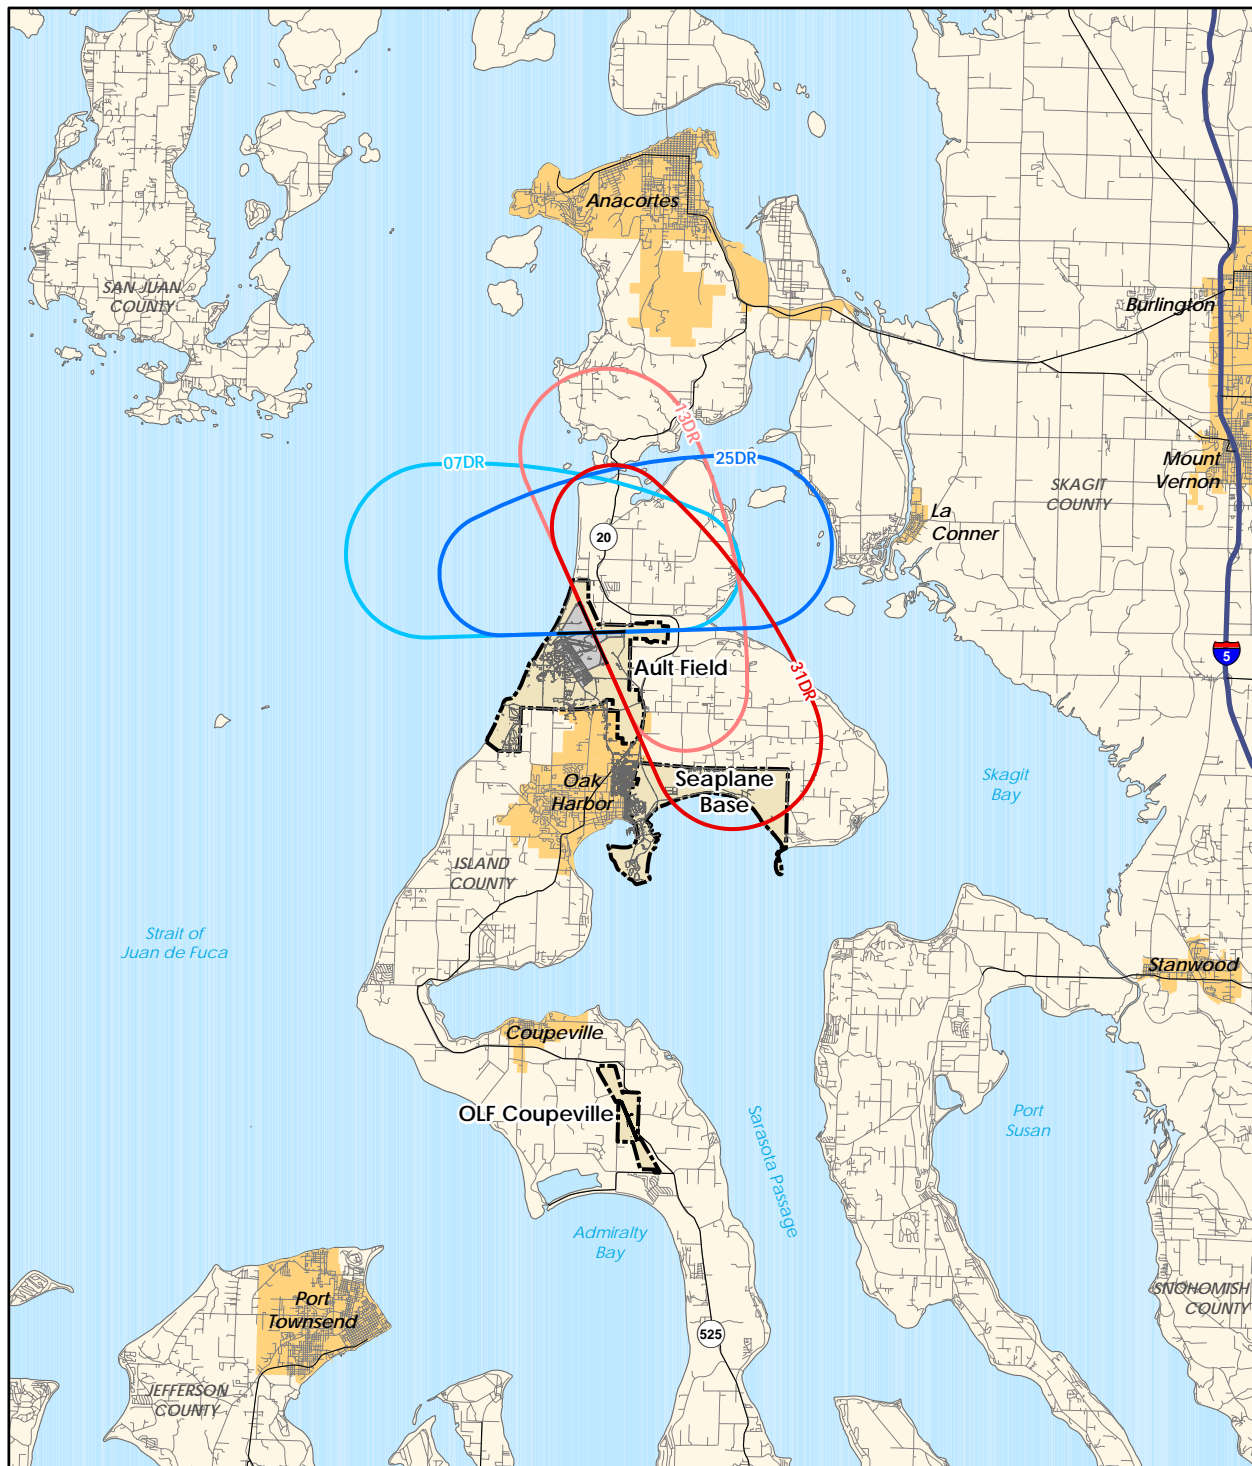 Anacortes
SAN JUAN
COUNTY
Burlington
13DR
07DR
25DR
Mount
Vernon
SKAGIT
COUNTY
La
Conner
20
5
Ault Field
31DR
Seaplane
Base
Oak
Harbor
Skagit
Bay
ISLAND
COUNTY
Strait of
Juan de Fuca
Stanwood
Coupeville
OLF Coupeville
Sarasota Passage
Port
Susan
Admiralty
Bay
SNOHOMISH
COUNTY
Port
Townsend
525
JEFFERSON
COUNTY